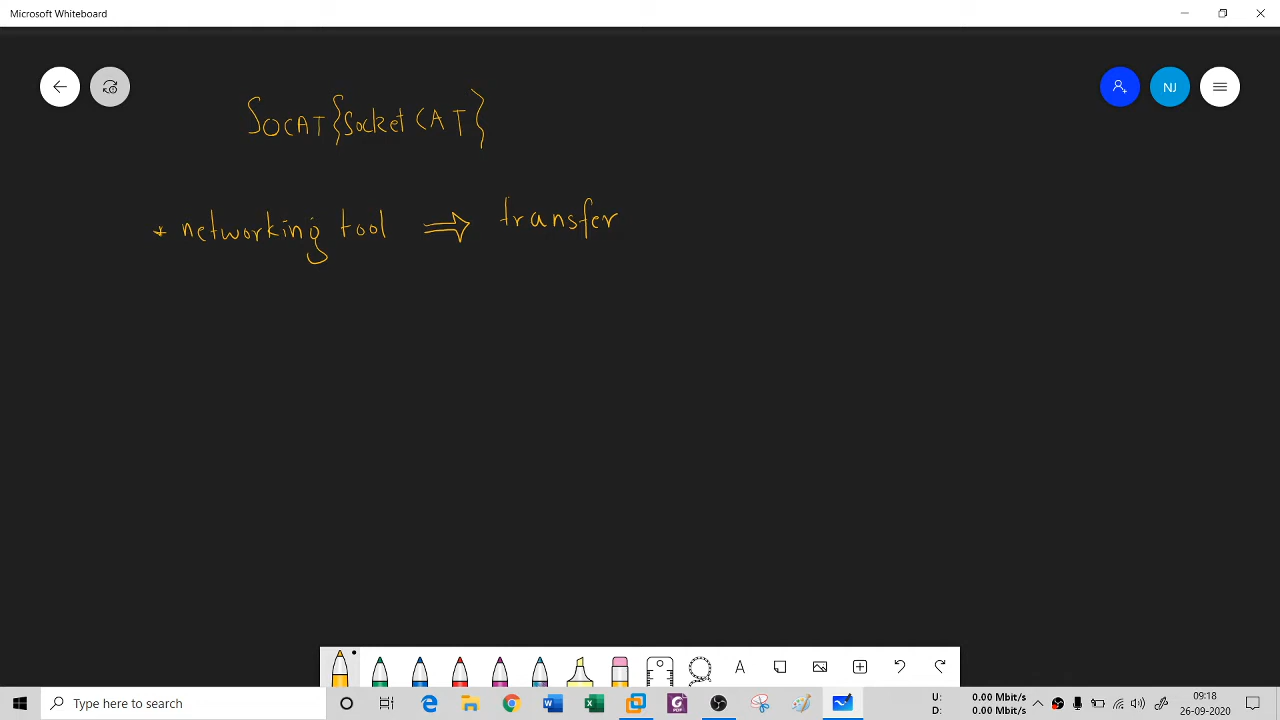 Microsoft Whiteboard
NJ
SOCAT{Socket CAT}
* networking tool ⇒ transfer
A
Type here to search
U: 0.00 Mbit/s
D: 0.00 Mbit/s
09:18
26-09-2020